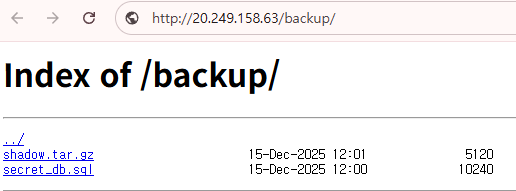 http://20.249.158.63/backup/
Index of /backup/
../
shadow.tar.gz 15-Dec-2025 12:01 5120
secret_db.sql 15-Dec-2025 12:00 10240